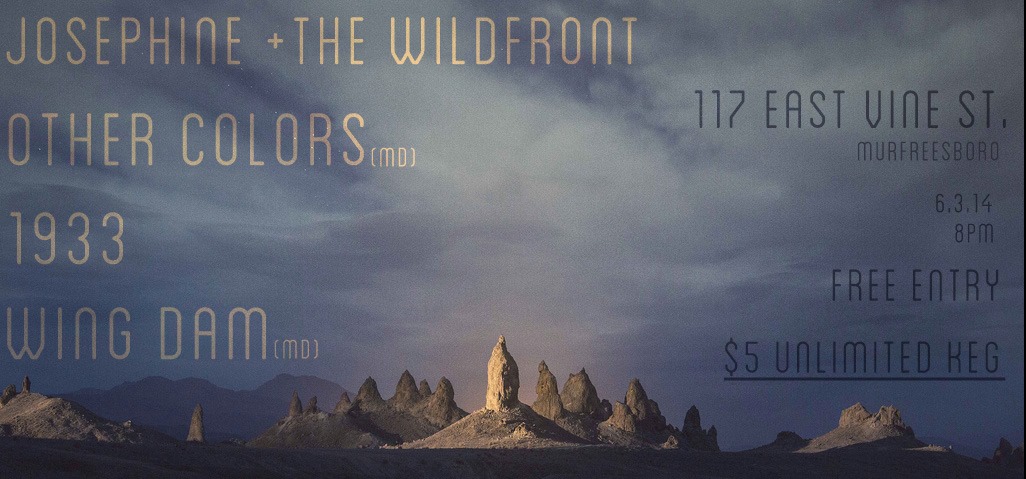 JOSEPHINE +THE WILDFRONT
OTHER COLORS(MD)
1933
WING DAM(MD)
117 EAST VINE ST.
MURFREESBORO
6.3.14
8PM
FREE ENTRY
$5 UNLIMITED KEG